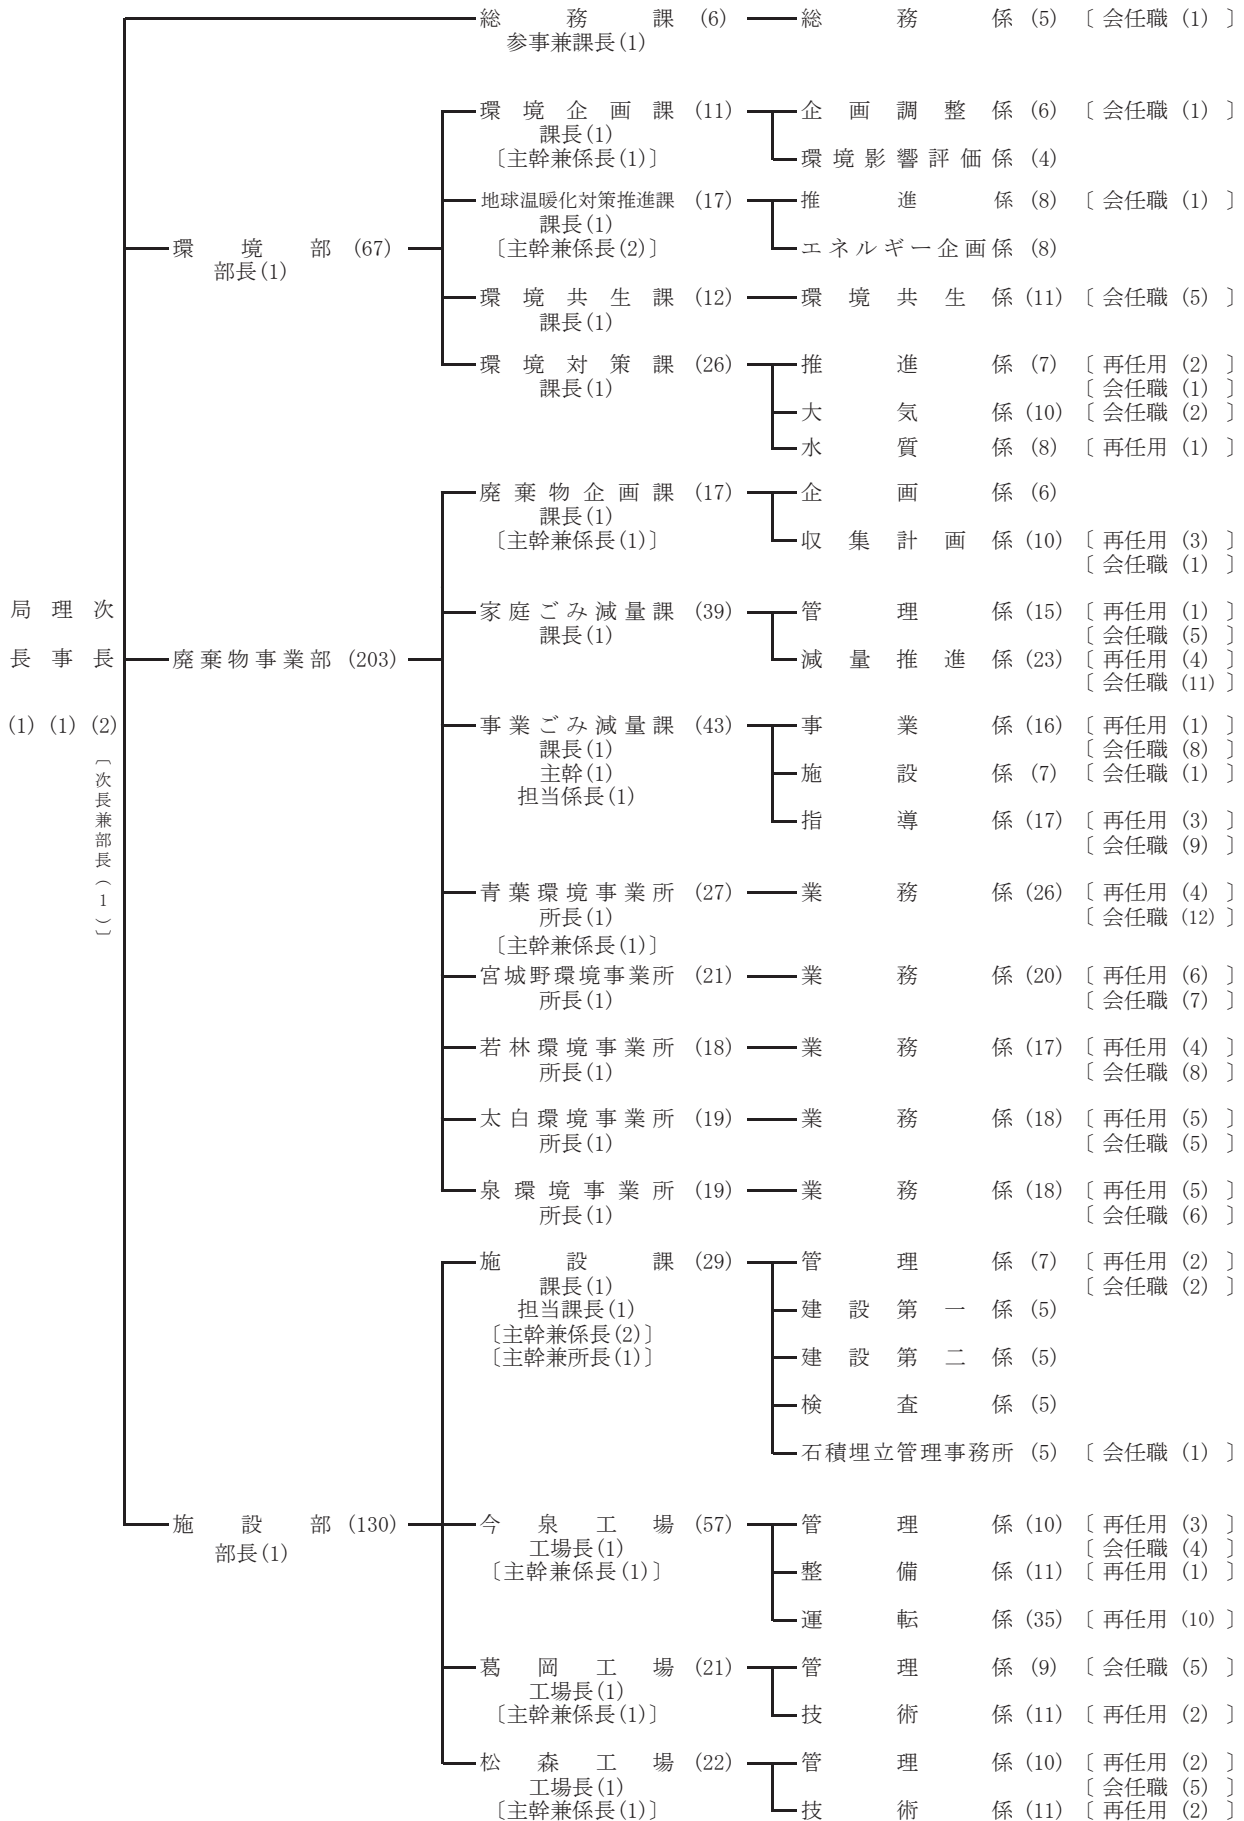 総務課 (6) 総務係 (5) 〔会任職 (1)〕
参事兼課長(1)
環境企画課 (11) 企画調整係 (6) 〔会任職 (1)〕
課長(1)
〔主幹兼係長(1)〕 環境影響評価係 (4)
地球温暖化対策推進課 (17) 推進係 (8) 〔会任職 (1)〕
課長(1)
環境部 (67) 〔主幹兼係長(2)〕 エネルギー企画係 (8)
部長(1)
環境共生課 (12) 環境共生係 (11) 〔会任職 (5)〕
課長(1)
環境対策課 (26) 推進係 (7) 〔再任用 (2)〕
課長(1) 〔会任職 (1)〕
大気係 (10) 〔会任職 (2)〕
水質係 (8) 〔再任用 (1)〕
廃棄物企画課 (17) 企画係 (6)
課長(1)
〔主幹兼係長(1)〕 収集計画係 (10) 〔再任用 (3)〕
〔会任職 (1)〕
局理次 家庭ごみ減量課 (39) 管理係 (15) 〔再任用 (1)〕
課長(1) 〔会任職 (5)〕
長事長 廃棄物事業部 (203) 減量推進係 (23) 〔再任用 (4)〕
〔会任職 (11)〕
(1) (1) (2) 事業ごみ減量課 (43) 事業係 (16) 〔再任用 (1)〕
課長(1) 〔会任職 (8)〕
〔次長兼部長(1)〕
主幹(1) 施設係 (7) 〔会任職 (1)〕
担当係長(1)
指導係 (17) 〔再任用 (3)〕
〔会任職 (9)〕
青葉環境事業所 (27) 業務係 (26) 〔再任用 (4)〕
所長(1) 〔会任職 (12)〕
〔主幹兼係長(1)〕
宮城野環境事業所 (21) 業務係 (20) 〔再任用 (6)〕
所長(1) 〔会任職 (7)〕
若林環境事業所 (18) 業務係 (17) 〔再任用 (4)〕
所長(1) 〔会任職 (8)〕
太白環境事業所 (19) 業務係 (18) 〔再任用 (5)〕
所長(1) 〔会任職 (5)〕
泉環境事業所 (19) 業務係 (18) 〔再任用 (5)〕
所長(1) 〔会任職 (6)〕
施設課 (29) 管理係 (7) 〔再任用 (2)〕
課長(1) 〔会任職 (2)〕
担当課長(1) 建設第一係 (5)
〔主幹兼係長(2)〕
〔主幹兼所長(1)〕 建設第二係 (5)
検査係 (5)
石積埋立管理事務所 (5) 〔会任職 (1)〕
施設部 (130) 今泉工場 (57) 管理係 (10) 〔再任用 (3)〕
部長(1) 工場長(1) 〔会任職 (4)〕
〔主幹兼係長(1)〕 整備係 (11) 〔再任用 (1)〕
運転係 (35) 〔再任用 (10)〕
葛岡工場 (21) 管理係 (9) 〔会任職 (5)〕
工場長(1)
〔主幹兼係長(1)〕 技術係 (11) 〔再任用 (2)〕
松森工場 (22) 管理係 (10) 〔再任用 (2)〕
工場長(1) 〔会任職 (5)〕
〔主幹兼係長(1)〕 技術係 (11) 〔再任用 (2)〕